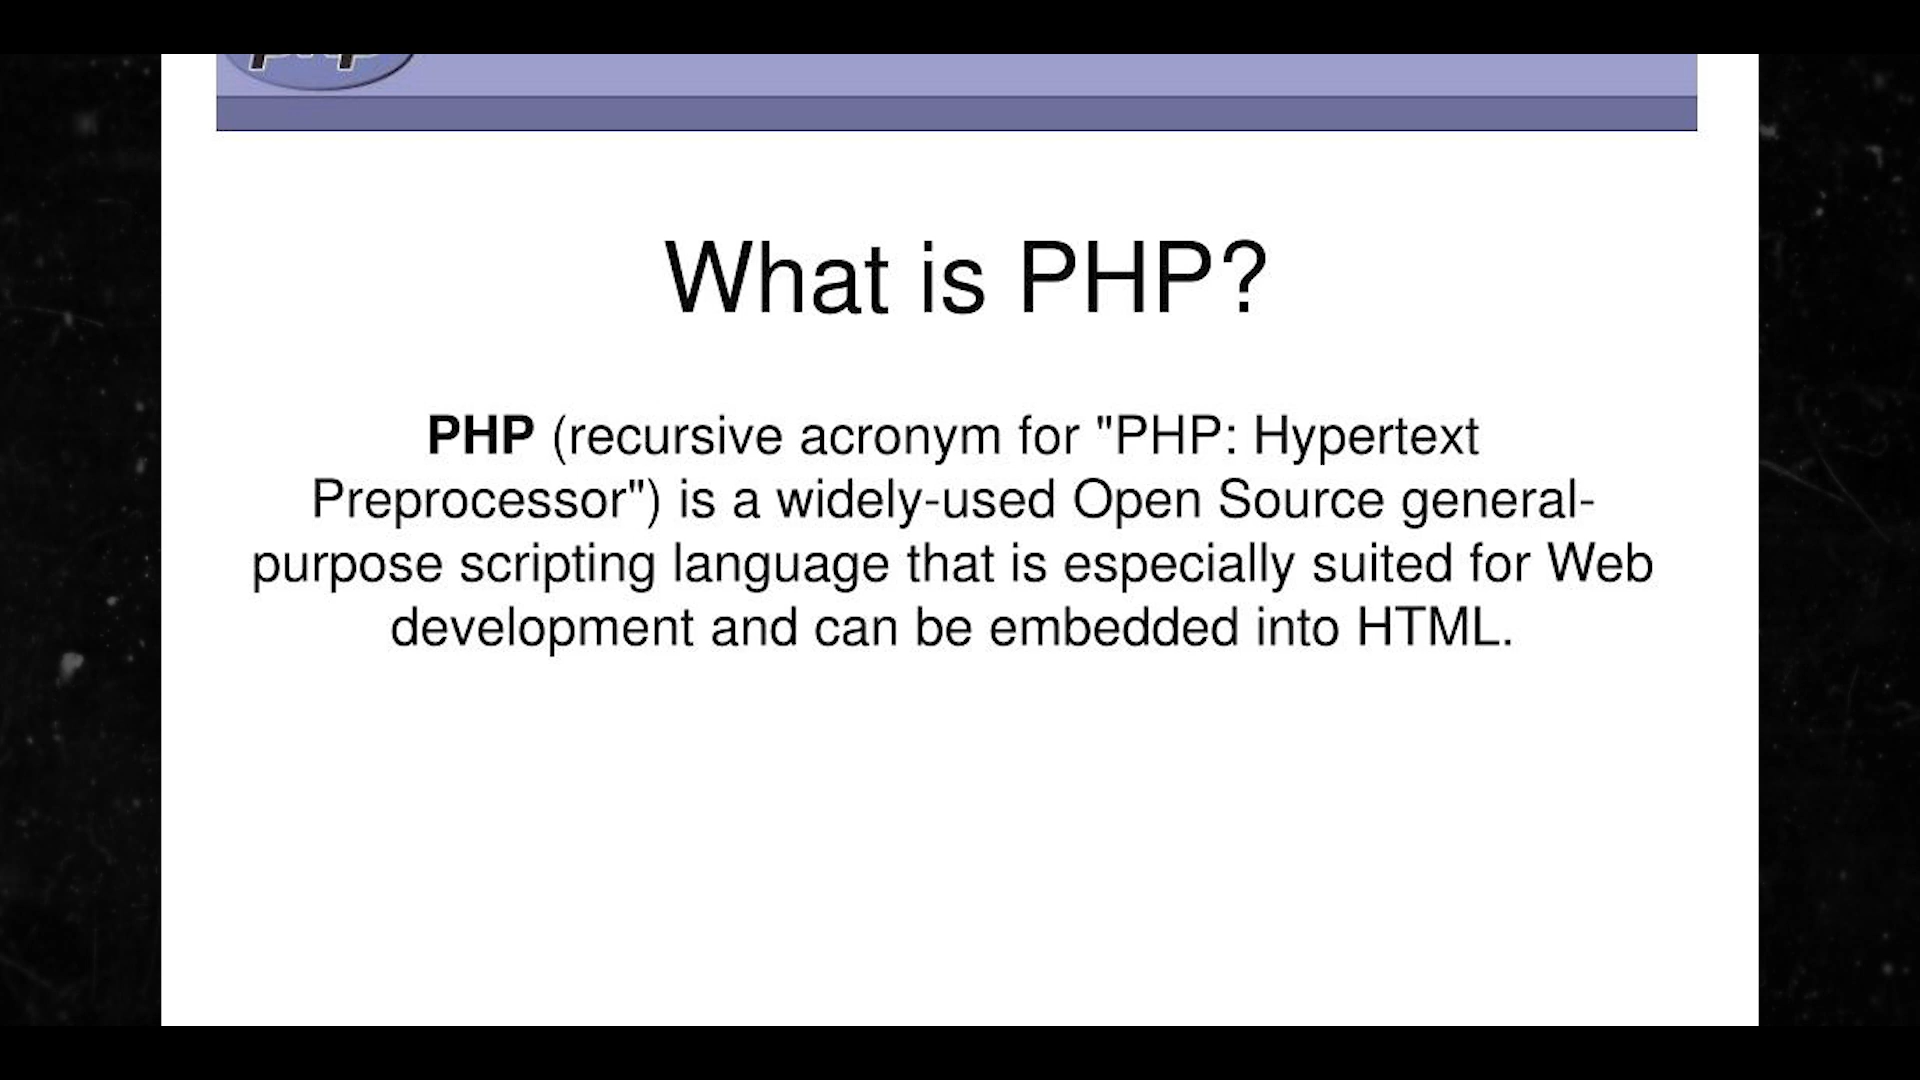 php
What is PHP?
PHP (recursive acronym for "PHP: Hypertext
Preprocessor") is a widely-used Open Source general-
purpose scripting language that is especially suited for Web
development and can be embedded into HTML.